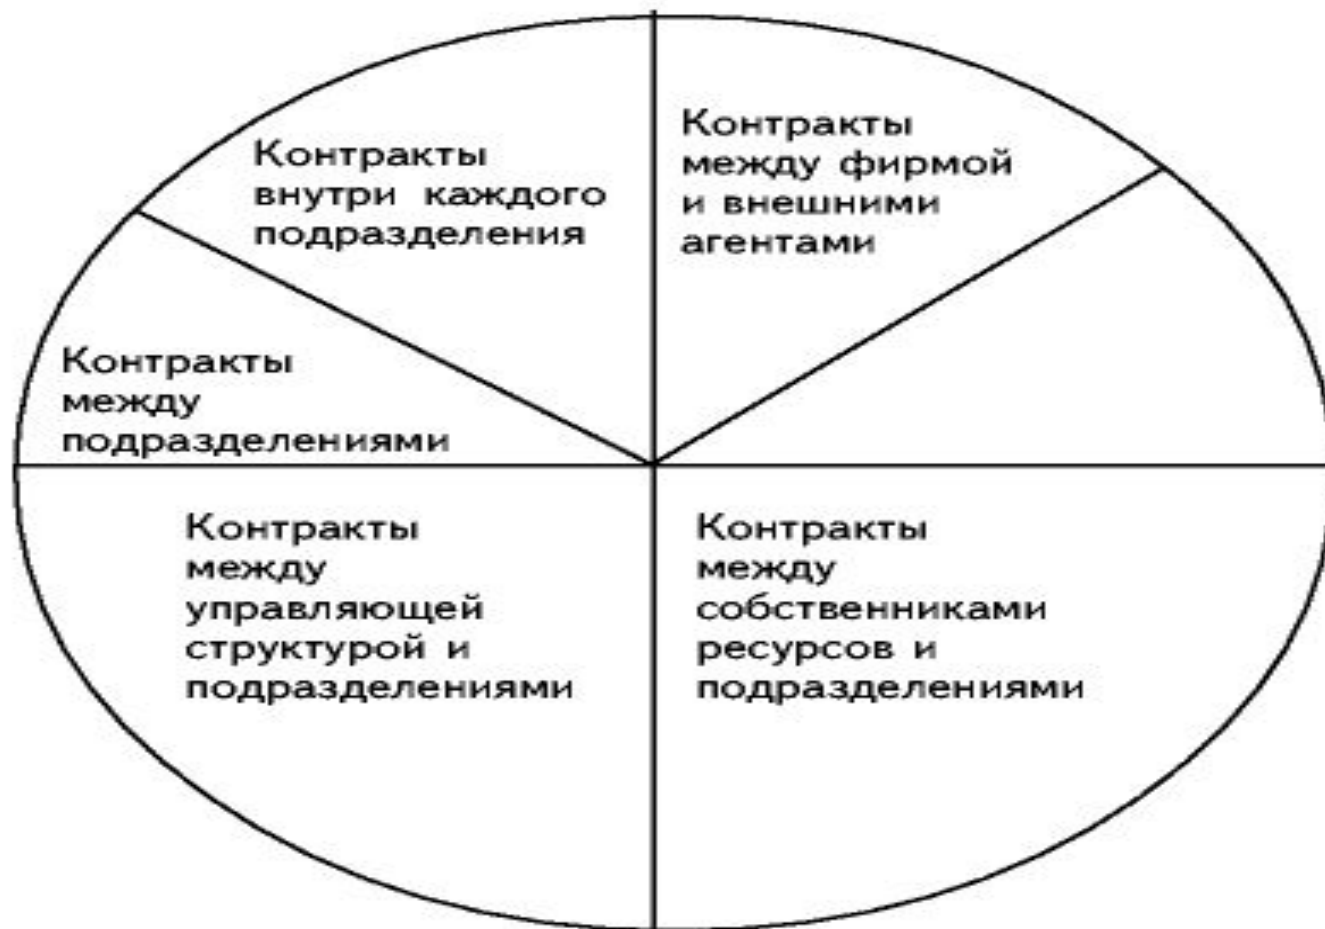 Контракты
внутри каждого
подразделения
Контракты
между фирмой
и внешними
агентами
Контракты
между
подразделениями
Контракты
между
управляющей
структурой и
подразделениями
Контракты
между
собственниками
ресурсов и
подразделениями